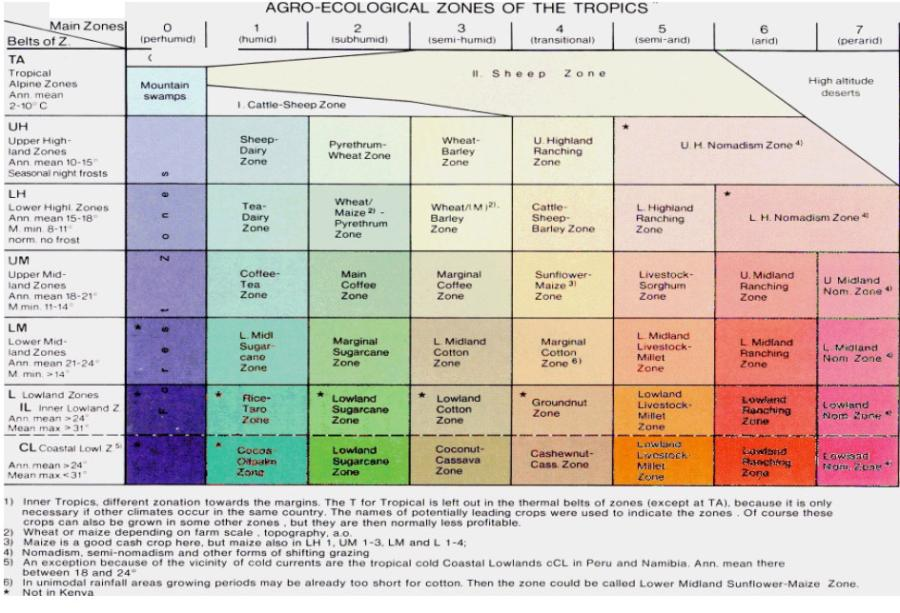 AGRO-ECOLOGICAL ZONES OF THE TROPICS
Main Zones
Belts of Z.
0
(perhumid)
1
(humid)
2
(subhumid)
3
(semi-humid)
4
(transitional)
5
(semi-arid)
6
(arid)
7
(perarid)
TA
Tropical
Alpine Zones
Ann. mean
2-10° C
Mountain
swamps
I. Cattle-Sheep Zone
II. Sheep Zone
High altitude
deserts
UH
Upper High-
land Zones
Ann. mean 10-15°
Seasonal night frosts
Forest Zones
Sheep-
Dairy
Zone
Pyrethrum-
Wheat Zone
Wheat-
Barley
Zone
U. Highland
Ranching
Zone
*
U. H. Nomadism Zone 4)
LH
Lower Highl. Zones
Ann. mean 15-18°
M. min. 8-11°
norm. no frost
Tea-
Dairy
Zone
Wheat/
Maize 2) -
Pyrethrum
Zone
Wheat/(M)2)-
Barley
Zone
Cattle-
Sheep-
Barley Zone
L. Highland
Ranching
Zone
*
L. H. Nomadism Zone 4)
UM
Upper Mid-
land Zones
Ann. mean 18-21°
M. min. 11-14°
Coffee-
Tea
Zone
Main
Coffee
Zone
Marginal
Coffee
Zone
Sunflower-
Maize 3)
Zone
Livestock-
Sorghum
Zone
U. Midland
Ranching
Zone
U. Midland
Nom. Zone 4)
LM
Lower Mid-
land Zones
Ann. mean 21-24°
M. min. >14°
*
L. Midl
Sugar-
cane
Zone
Marginal
Sugarcane
Zone
L. Midland
Cotton
Zone
Marginal
Cotton
Zone 6)
L. Midland
Livestock-
Millet
Zone
L. Midland
Ranching
Zone
L. Midland
Nom. Zone 4)
L Lowland Zones
IL Inner Lowland Z.
Ann. mean >24°
Mean max >31°
*
* Rice-
Taro
Zone
* Lowland
Sugarcane
Zone
* Lowland
Cotton
Zone
* Groundnut
Zone
Lowland
Livestock-
Millet
Zone
Lowland
Ranching
Zone
Lowland
Nom. Zone 4)
CL Coastal Lowl Z 5)
Ann. mean >24°
Mean max <31°
*
* Cocoa-
Oilpalm
Zone
Lowland
Sugarcane
Zone
Coconut-
Cassava
Zone
Cashewnut-
Cass. Zone
Lowland
Livestock-
Millet
Zone
Lowland
Ranching
Zone
Lowland
Nom. Zone 4)
1) Inner Tropics, different zonation towards the margins. The T for Tropical is left out in the thermal belts of zones (except at TA), because it is only
necessary if other climates occur in the same country. The names of potentially leading crops were used to indicate the zones . Of course these
crops can also be grown in some other zones , but they are then normally less profitable.
2) Wheat or maize depending on farm scale , topography, a.o.
3) Maize is a good cash crop here, but maize also in LH 1, UM 1-3, LM and L 1-4;
4) Nomadism, semi-nomadism and other forms of shifting grazing
5) An exception because of the vicinity of cold currents are the tropical cold Coastal Lowlands cCL in Peru and Namibia. Ann. mean there
between 18 and 24°
6) In unimodal rainfall areas growing periods may be already too short for cotton. Then the zone could be called Lower Midland Sunflower-Maize Zone.
* Not in Kenya